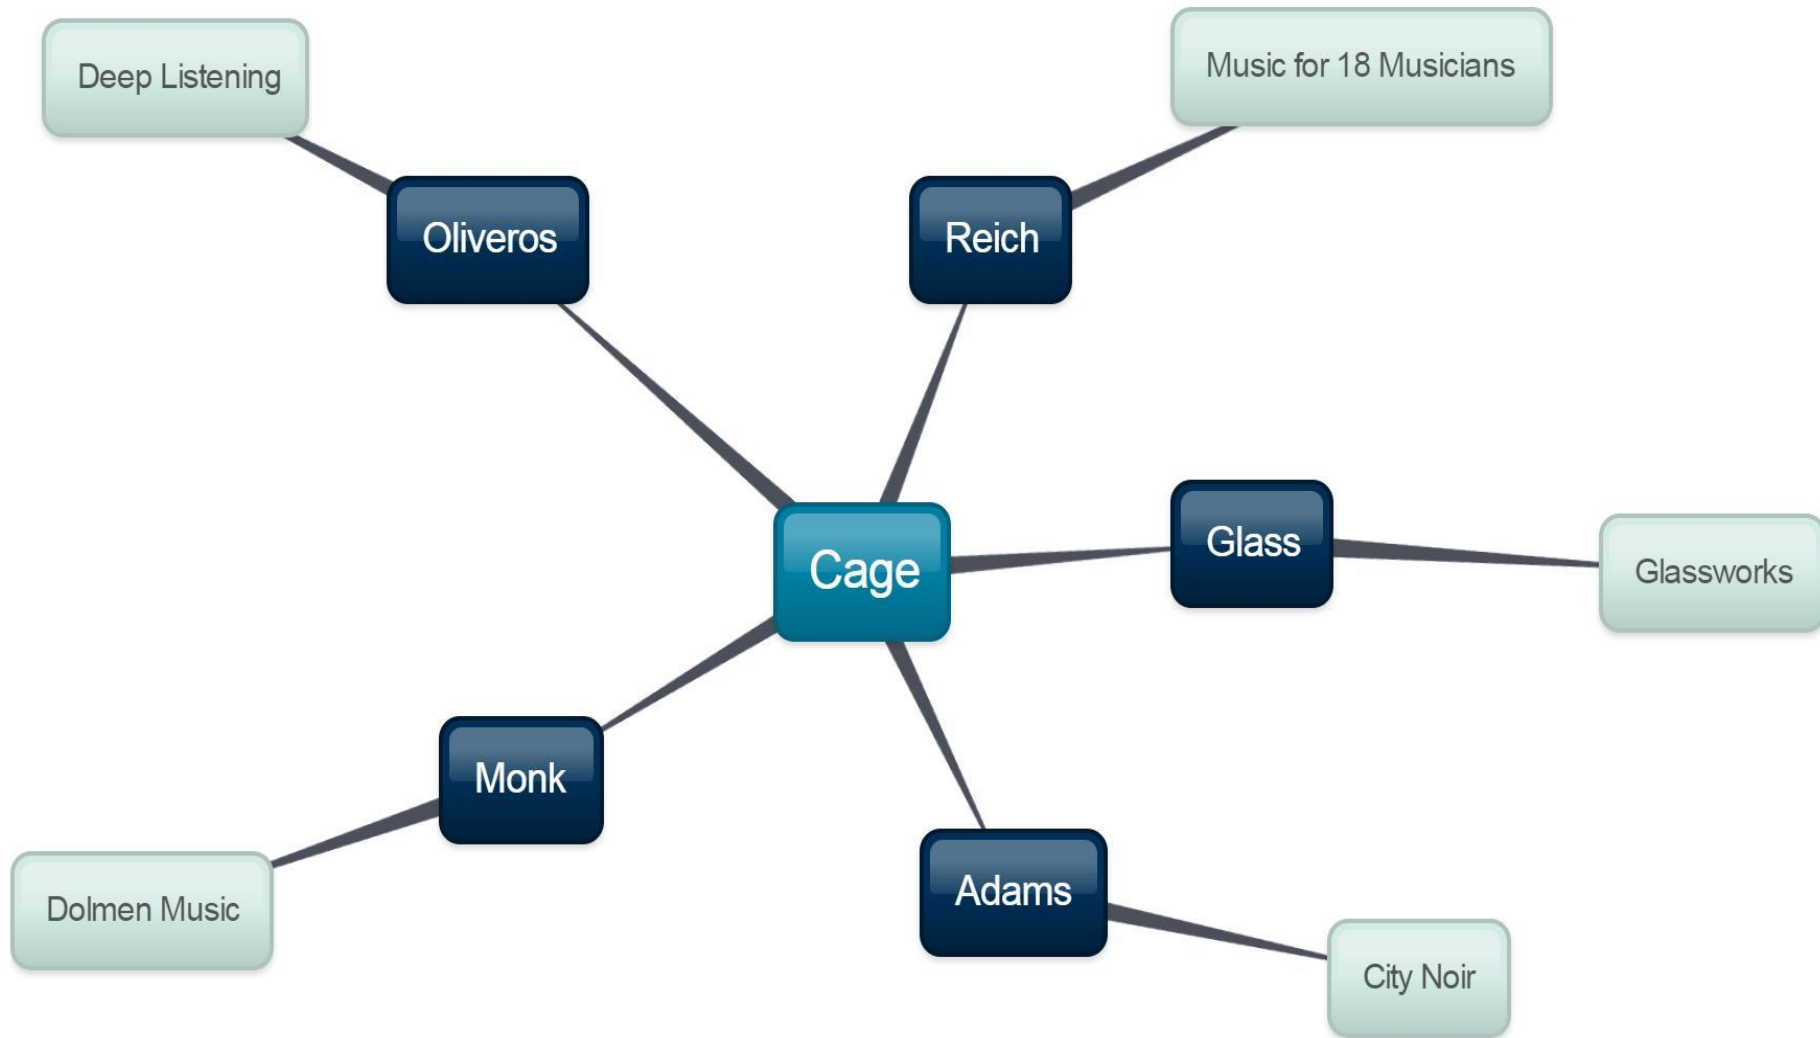 Deep Listening
Music for 18 Musicians
Oliveros
Reich
Glass
Cage
Glassworks
Monk
Adams
Dolmen Music
City Noir